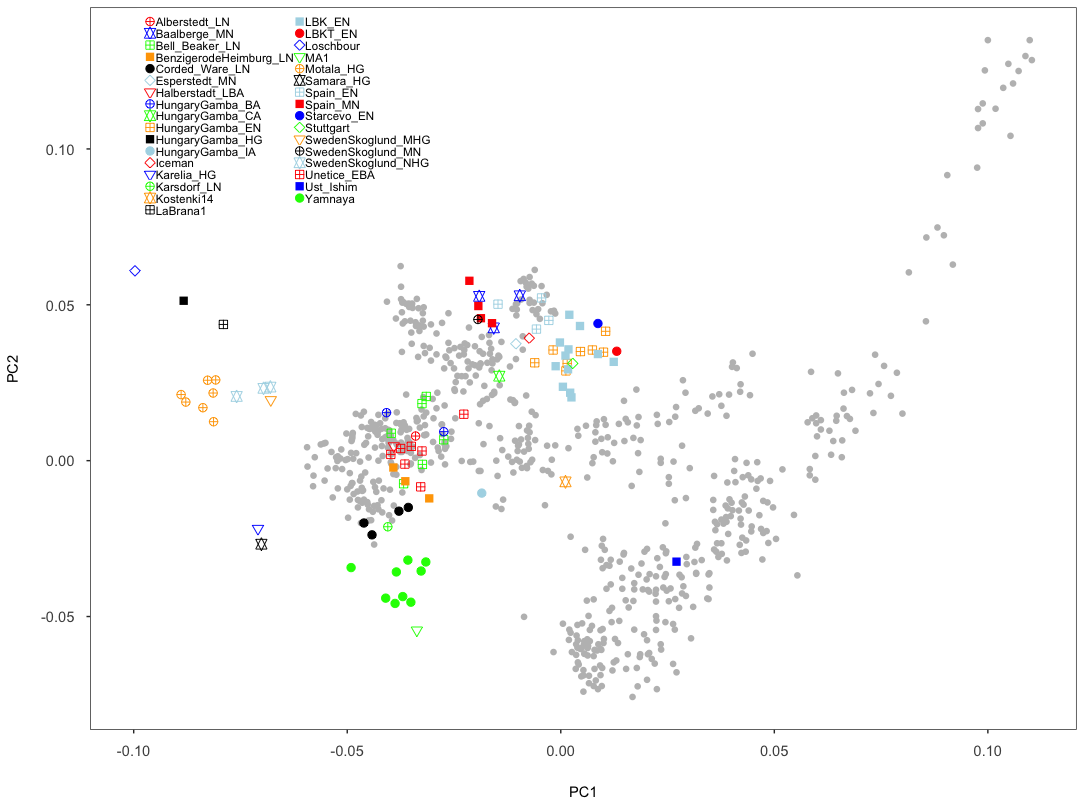 Alberstedt_LN
Baalberge_MN
Bell_Beaker_LN
BenzigerodeHeimburg_LN
Corded_Ware_LN
Esperstedt_MN
Halberstadt_LBA
HungaryGamba_BA
HungaryGamba_CA
HungaryGamba_EN
HungaryGamba_HG
HungaryGamba_IA
Iceman
Karelia_HG
Karsdorf_LN
Kostenki14
LaBrana1
LBK_EN
LBKT_EN
Loschbour
MA1
Motala_HG
Samara_HG
Spain_EN
Spain_MN
Starcevo_EN
Stuttgart
SwedenSkoglund_MHG
SwedenSkoglund_MN
SwedenSkoglund_NHG
Unetice_EBA
Ust_Ishim
Yamnaya
PC2
0.10
0.05
0.00
-0.05
-0.10
-0.05
0.00
0.05
0.10
PC1